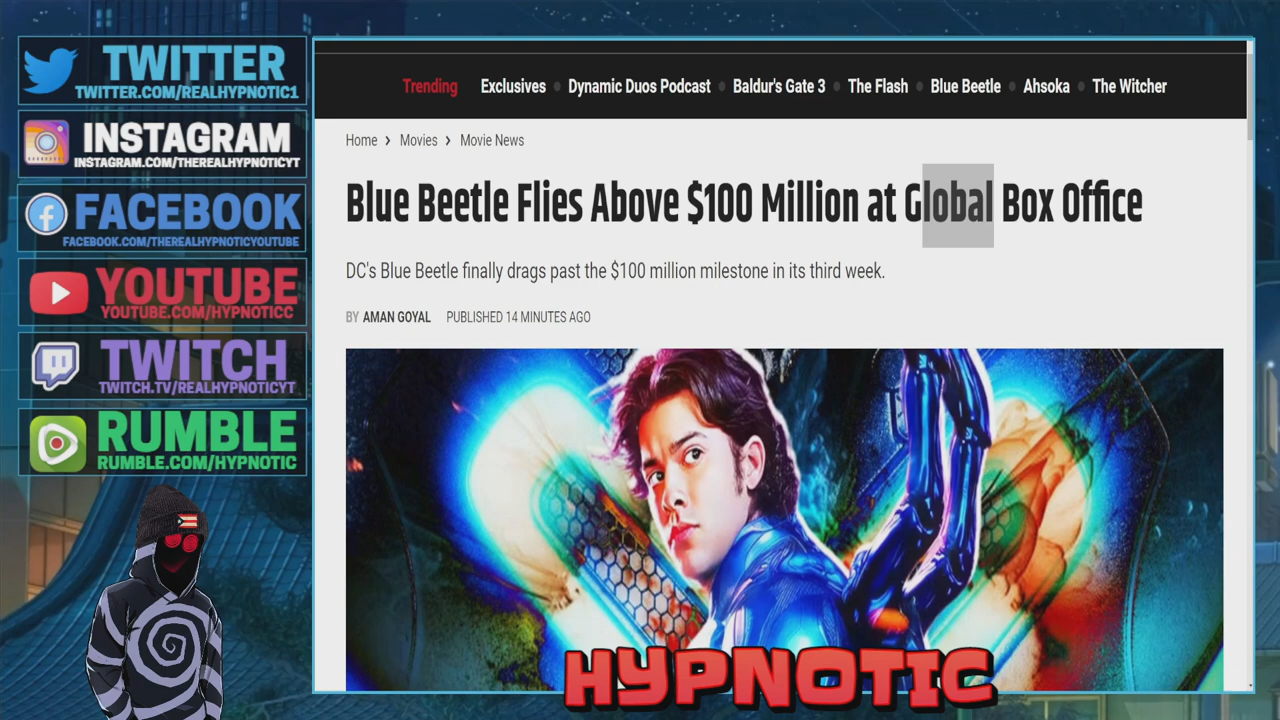 TWITTER
TWITTER.COM/REALHYPNOTIC1
INSTAGRAM
INSTAGRAM.COM/THEREALHYPNOTICYT
FACEBOOK
FACEBOOK.COM/THEREALHYPNOTICYOUTUBE
YOUTUBE
YOUTUBE.COM/HYPNOTICC
TWITCH
TWITCH.TV/REALHYPNOTICYT
RUMBLE
RUMBLE.COM/HYPNOTIC
Trending Exclusives Dynamic Duos Podcast Baldur's Gate 3 The Flash Blue Beetle Ahsoka The Witcher
Home > Movies > Movie News
Blue Beetle Flies Above $100 Million at Global Box Office
DC's Blue Beetle finally drags past the $100 million milestone in its third week.
BY AMAN GOYAL PUBLISHED 14 MINUTES AGO
HYPNOTIC